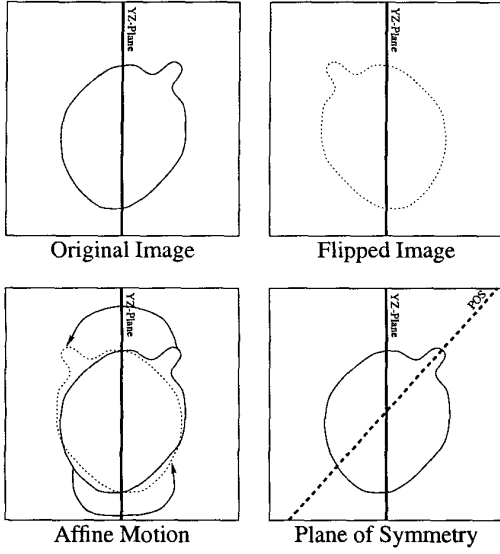 YZ-Plane
YZ-Plane
Original Image
Flipped Image
YZ-Plane
YZ-Plane
POS
Affine Motion
Plane of Symmetry